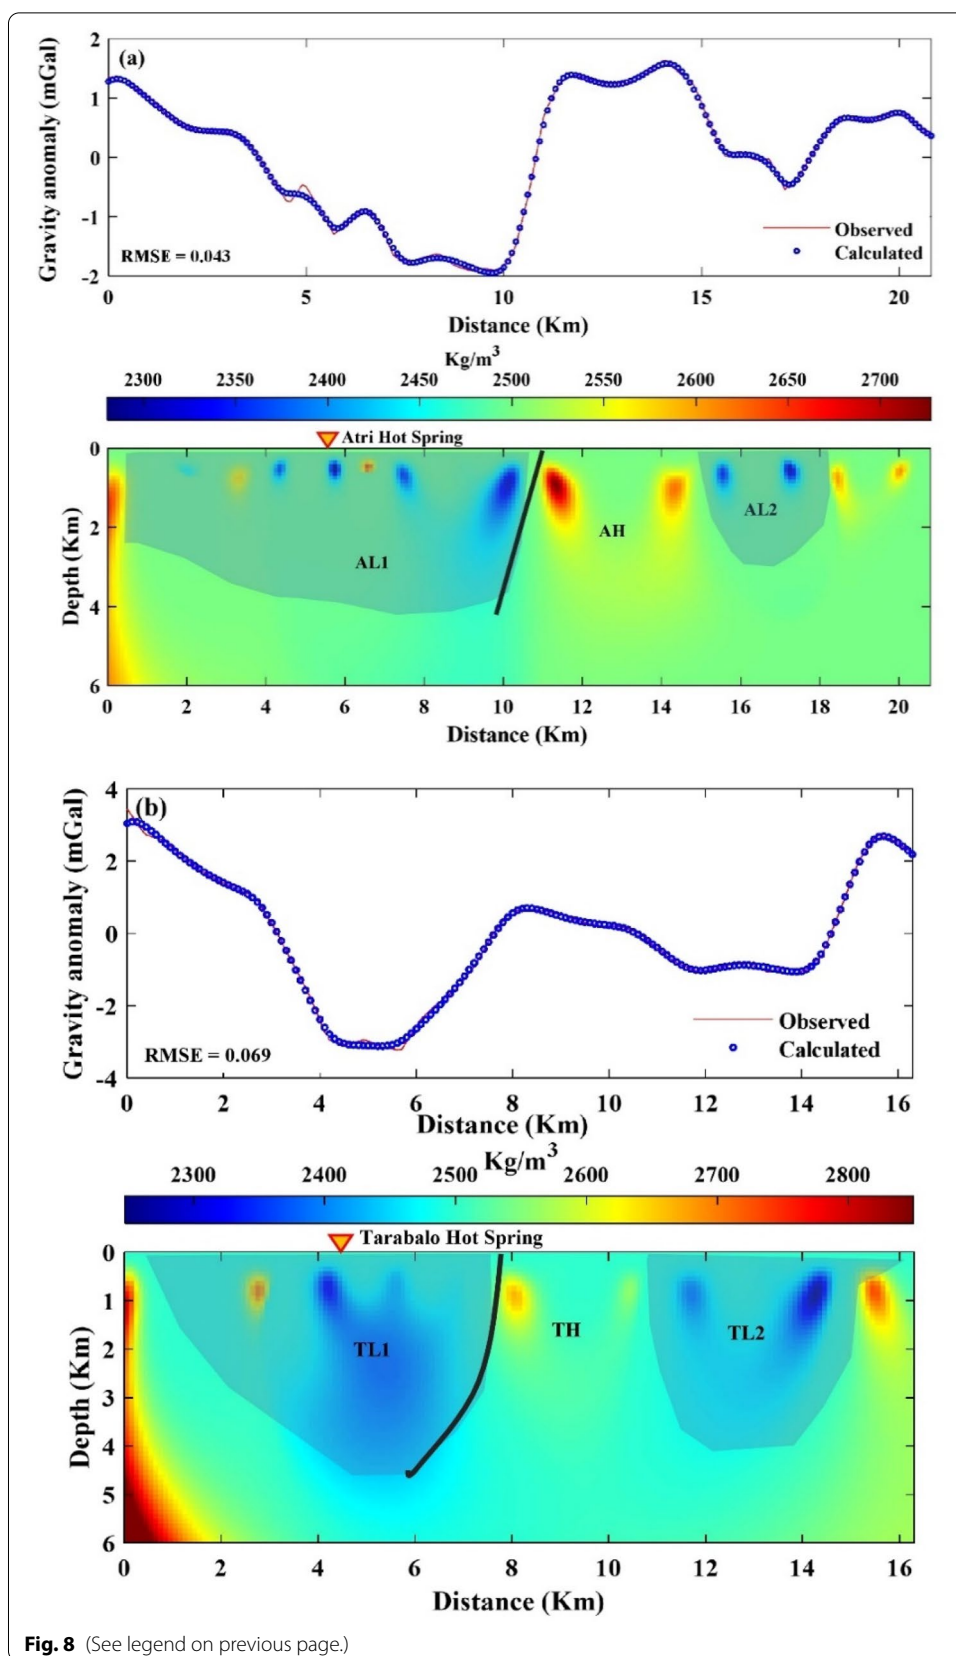 2
(a)
1
0
-1
-2
Gravity anomaly (mGal)
RMSE = 0.043
Observed
Calculated
0 5 10 15 20
Distance (Km)
Kg/m³
2300 2350 2400 2450 2500 2550 2600 2650 2700
Atri Hot Spring
0
2
4
6
Depth (Km)
AL1
AH
AL2
0 2 4 6 8 10 12 14 16 18 20
Distance (Km)
4
(b)
2
0
-2
-4
Gravity anomaly (mGal)
RMSE = 0.069
Observed
Calculated
0 2 4 6 8 10 12 14 16
Distance (Km)
Kg/m³
2300 2400 2500 2600 2700 2800
Tarabalo Hot Spring
0
1
2
3
4
5
6
Depth (Km)
TL1
TH
TL2
0 2 4 6 8 10 12 14 16
Distance (Km)
Fig. 8 (See legend on previous page.)